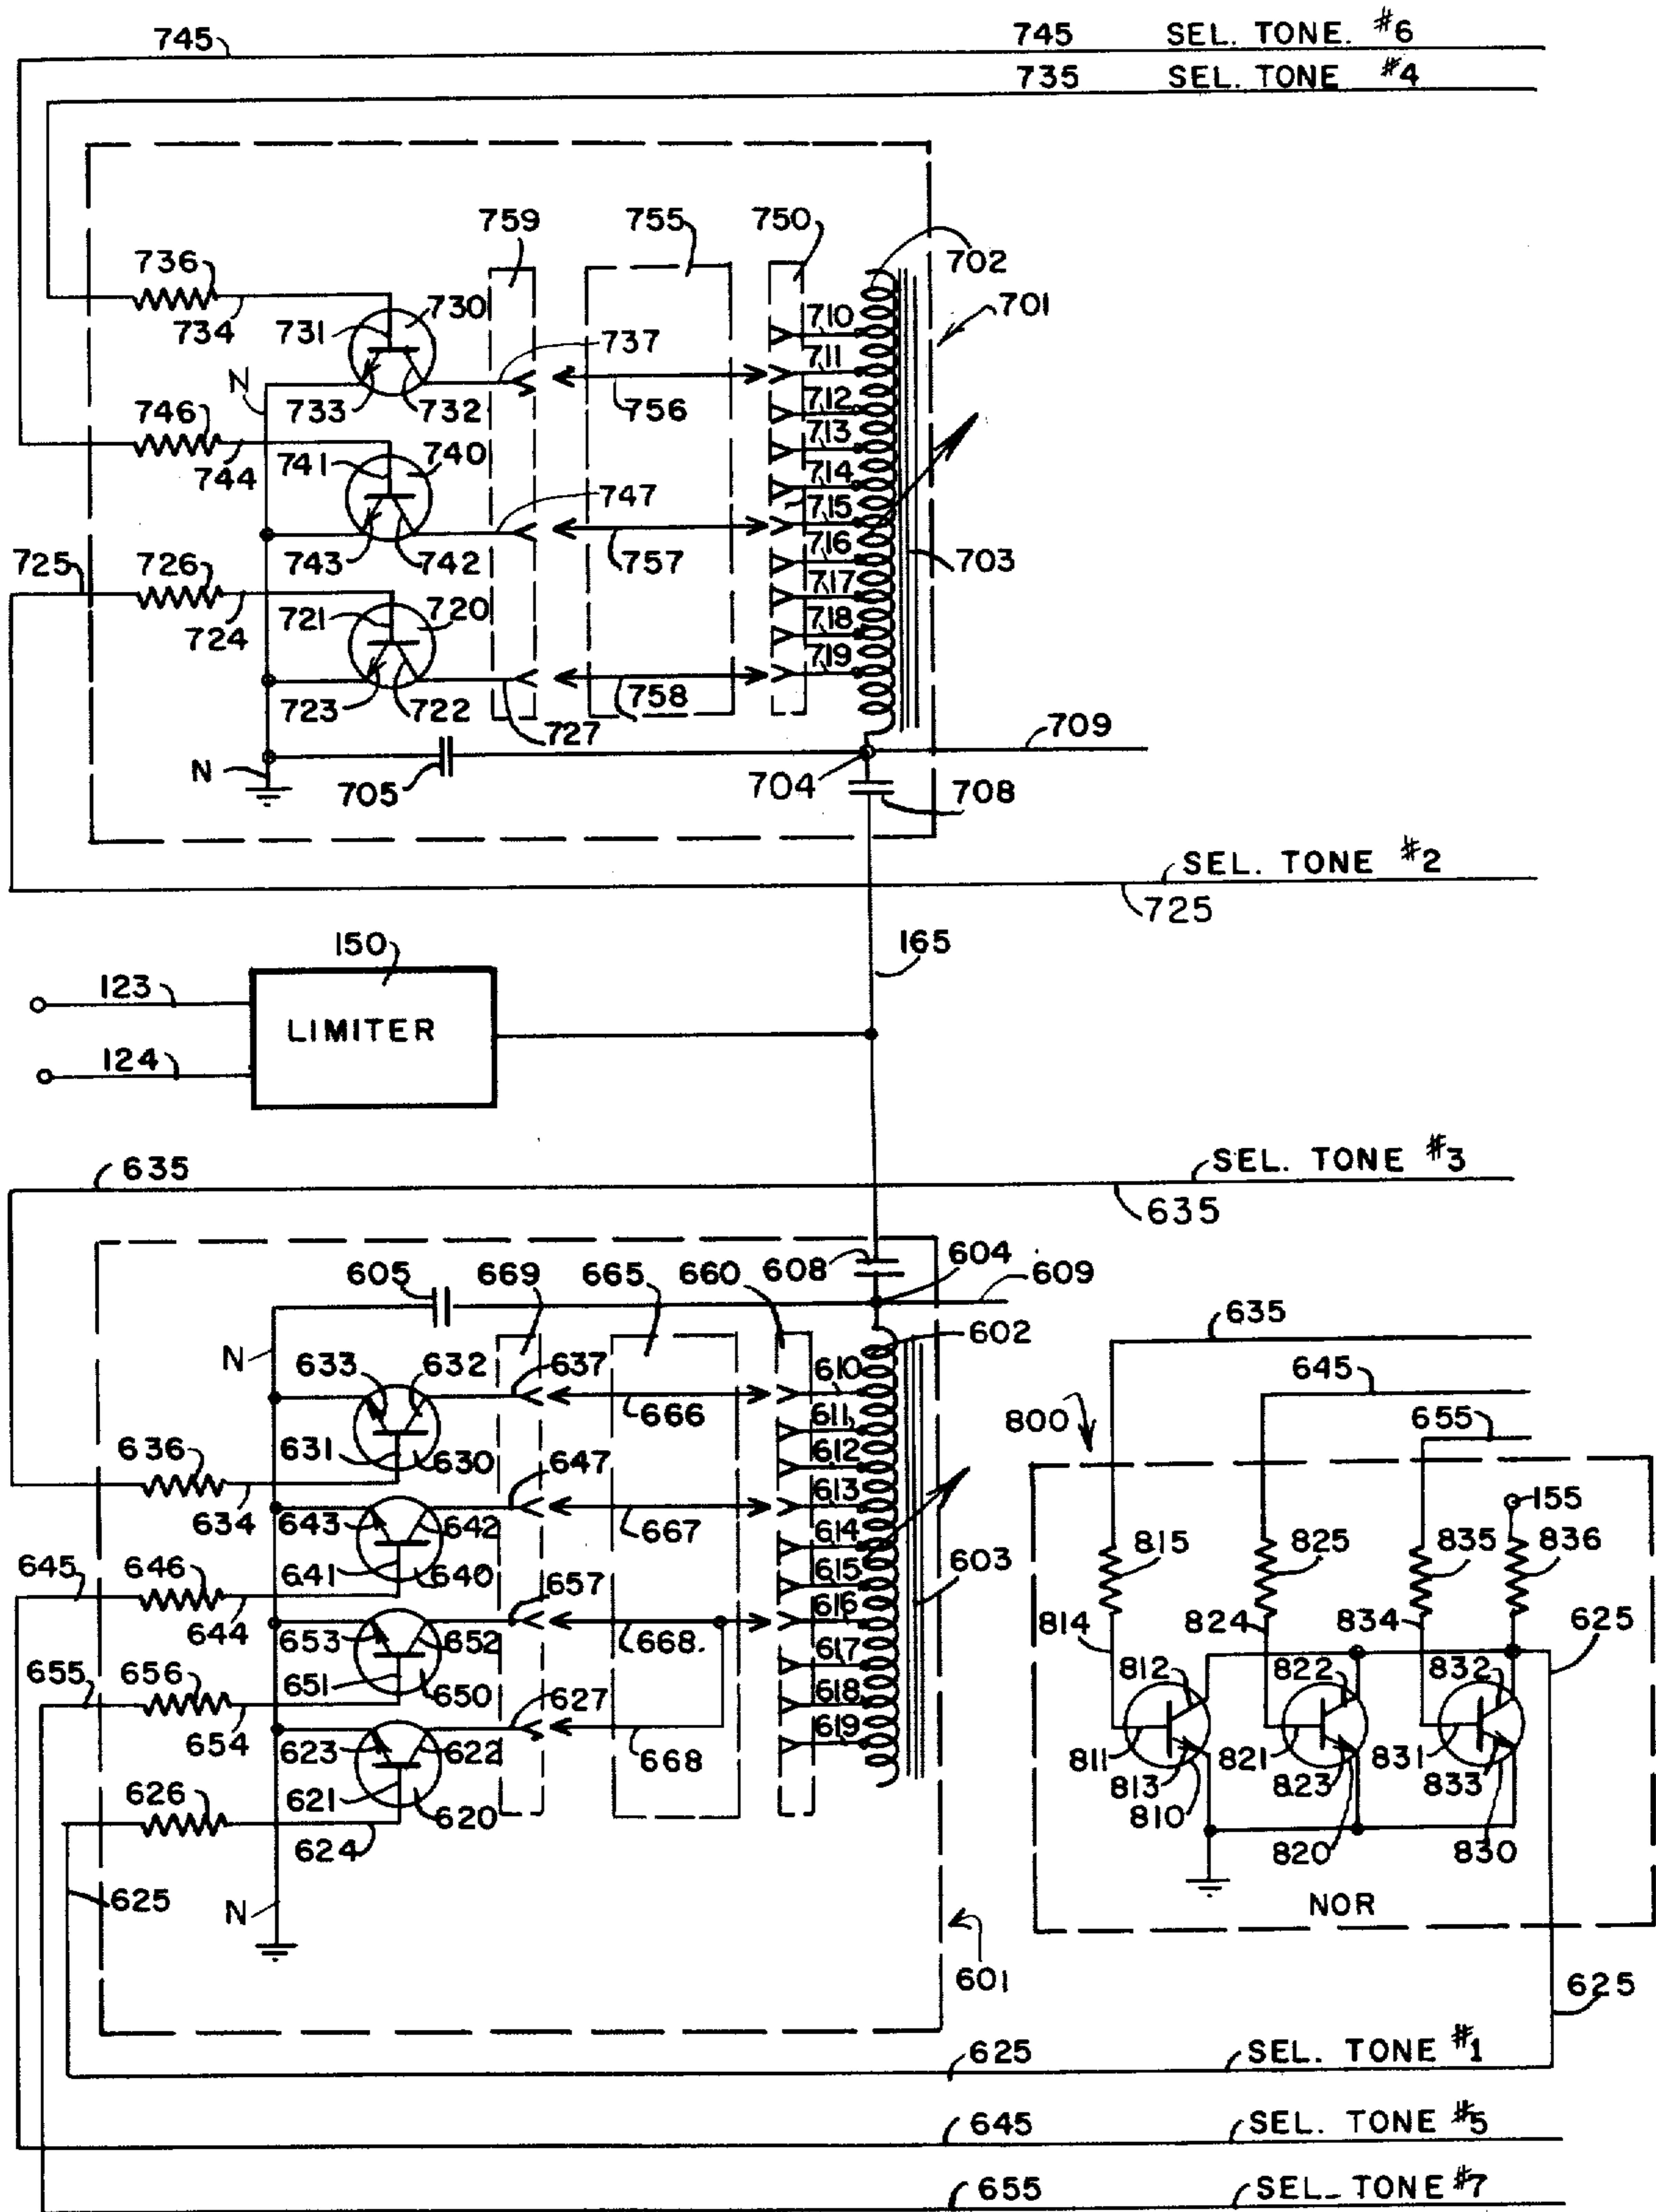 745 745 SEL. TONE. #6
735 SEL. TONE #4
759 755 750
736 702
734 731 730 710 701
737 711
N 733 732 756 712
746 713
744 741 740 714
747 715
743 742 757 716
725 726 703
717
724 721 720 718
719
723 722 758
727 709
N 705 704 708
SEL. TONE #2
725
150 165
123
LIMITER
124
635 SEL. TONE #3
635
605 669 665 660 608 604 609
635
N 633 632 637 610 602
645
666 611 800 655
636 631 630 647 612
634 643 642 667 613 155
614 815 825 835 836
645 646 641 640 657 615 603
644 653 652 668. 616 814 824 834 625
655 656 651 650 617 812 822 832
654 627 618
623 622 668 619 811 821 831
626 621 620 813 823 833
624 810 820 830
625 NOR
N
601 625
625 SEL. TONE #1
645 SEL. TONE #5
655 SEL_ TONE #7